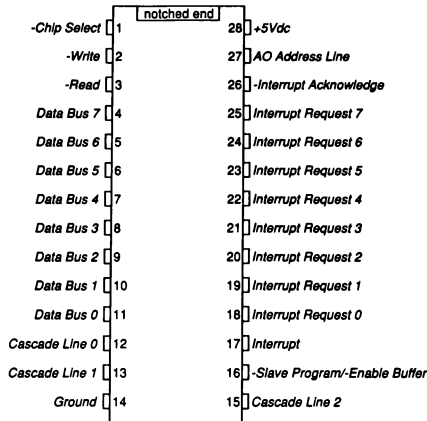 notched end
-Chip Select 1 28 +5Vdc
-Write 2 27 AO Address Line
-Read 3 26 -Interrupt Acknowledge
Data Bus 7 4 25 Interrupt Request 7
Data Bus 6 5 24 Interrupt Request 6
Data Bus 5 6 23 Interrupt Request 5
Data Bus 4 7 22 Interrupt Request 4
Data Bus 3 8 21 Interrupt Request 3
Data Bus 2 9 20 Interrupt Request 2
Data Bus 1 10 19 Interrupt Request 1
Data Bus 0 11 18 Interrupt Request 0
Cascade Line 0 12 17 Interrupt
Cascade Line 1 13 16 -Slave Program/-Enable Buffer
Ground 14 15 Cascade Line 2